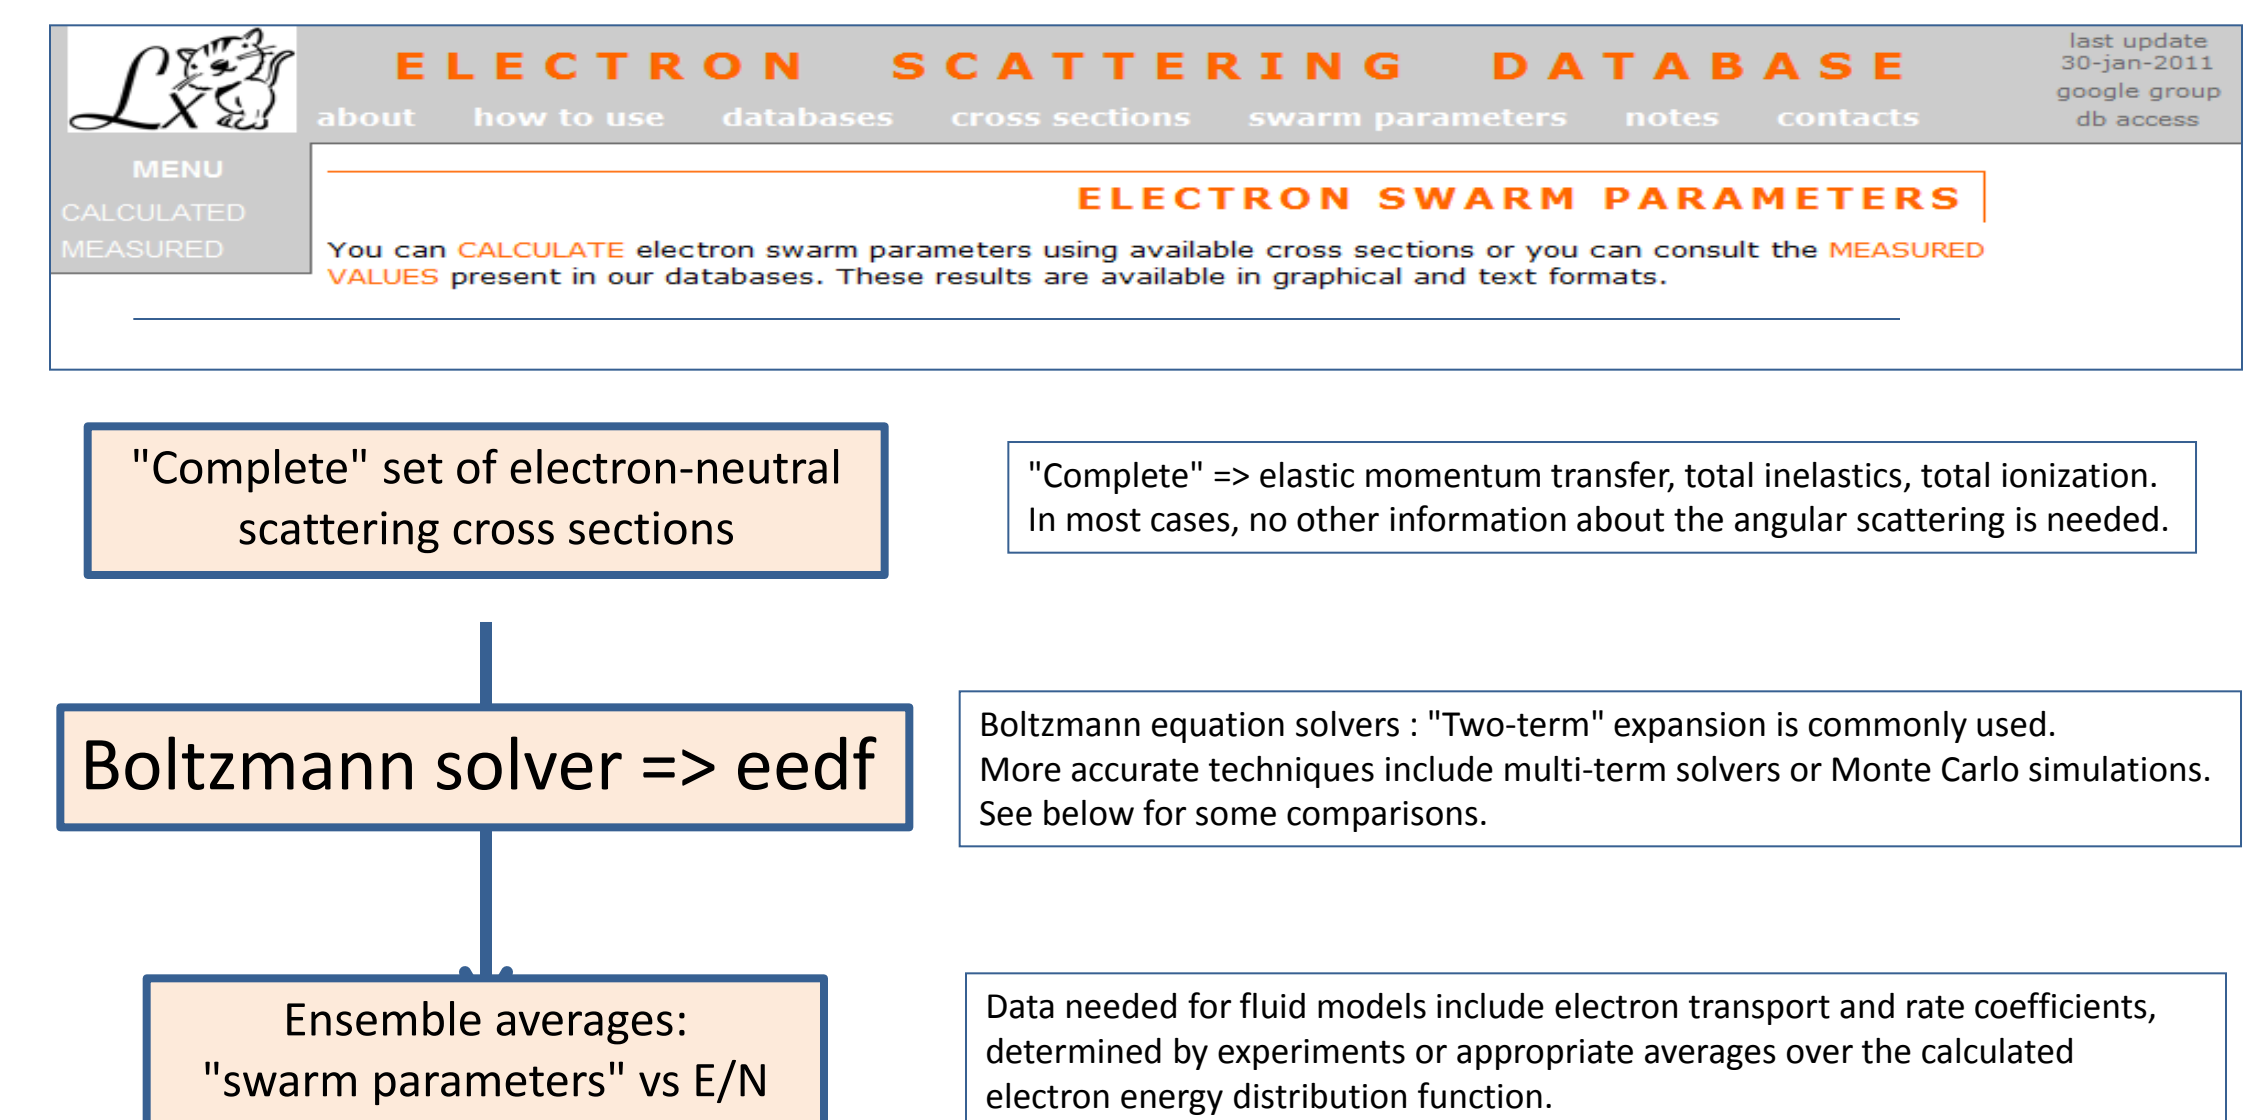 Lx
ELECTRON SCATTERING DATABASE
about how to use databases cross sections swarm parameters notes contacts
last update
30-jan-2011
google group
db access
MENU
CALCULATED
MEASURED
ELECTRON SWARM PARAMETERS
You can CALCULATE electron swarm parameters using available cross sections or you can consult the MEASURED
VALUES present in our databases. These results are available in graphical and text formats.
"Complete" set of electron-neutral
scattering cross sections
"Complete" => elastic momentum transfer, total inelastics, total ionization.
In most cases, no other information about the angular scattering is needed.
Boltzmann solver => eedf
Boltzmann equation solvers : "Two-term" expansion is commonly used.
More accurate techniques include multi-term solvers or Monte Carlo simulations.
See below for some comparisons.
Ensemble averages:
"swarm parameters" vs E/N
Data needed for fluid models include electron transport and rate coefficients,
determined by experiments or appropriate averages over the calculated
electron energy distribution function.